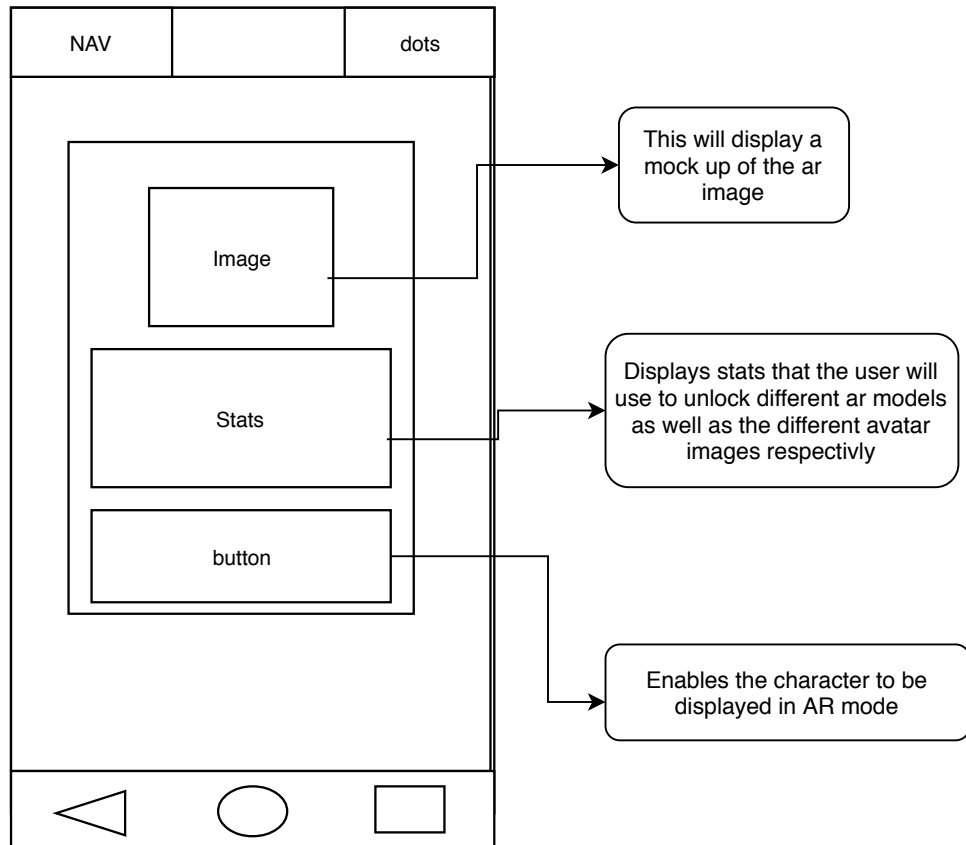 NAV
dots
This will display a
mock up of the ar
image
Image
Displays stats that the user will
use to unlock different ar models
as well as the different avatar
images respectivly
Stats
button
Enables the character to be
displayed in AR mode